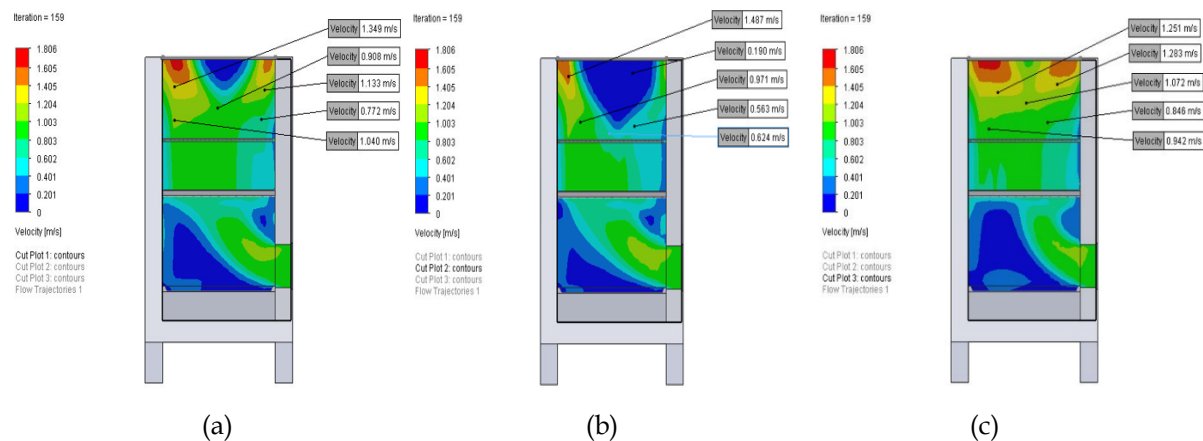 Iteration = 159
1.806
1.605
1.405
1.204
1.003
0.802
0.602
0.401
0.201
0
Velocity [m/s]
Cut Plot 1: contours
Cut Plot 2: contours
Cut Plot 3: contours
Flow Trajectories 1
Velocity 1.349 m/s
Velocity 0.908 m/s
Velocity 1.133 m/s
Velocity 0.772 m/s
Velocity 1.040 m/s
(a)
Iteration = 159
1.806
1.605
1.405
1.204
1.003
0.802
0.602
0.401
0.201
0
Velocity [m/s]
Cut Plot 1: contours
Cut Plot 2: contours
Cut Plot 3: contours
Flow Trajectories 1
Velocity 1.487 m/s
Velocity 0.190 m/s
Velocity 0.971 m/s
Velocity 0.563 m/s
Velocity 0.624 m/s
(b)
Iteration = 159
1.806
1.605
1.405
1.204
1.003
0.802
0.602
0.401
0.201
0
Velocity [m/s]
Cut Plot 1: contours
Cut Plot 2: contours
Cut Plot 3: contours
Flow Trajectories 1
Velocity 1.251 m/s
Velocity 1.283 m/s
Velocity 1.072 m/s
Velocity 0.846 m/s
Velocity 0.942 m/s
(c)